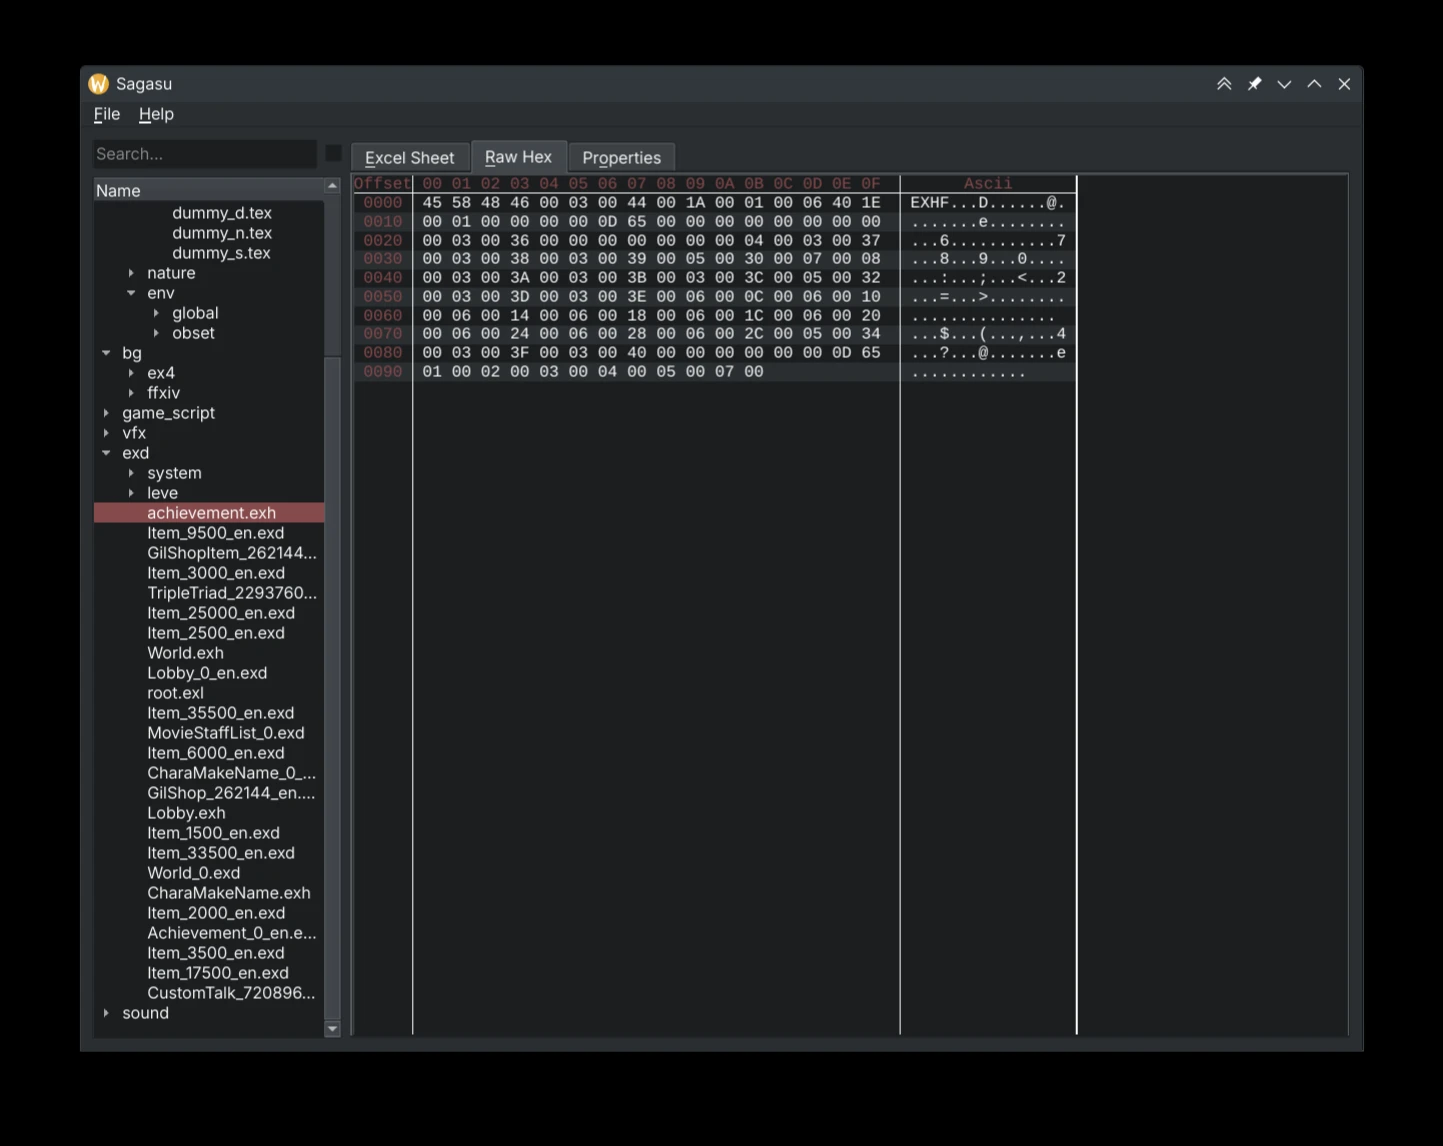 Sagasu
File Help
Search...
Name
dummy_d.tex
dummy_n.tex
dummy_s.tex
nature
env
global
obset
bg
ex4
ffxiv
game_script
vfx
exd
system
leve
achievement.exh
Item_9500_en.exd
GilShopItem_262144...
Item_3000_en.exd
TripleTriad_2293760...
Item_25000_en.exd
Item_2500_en.exd
World.exh
Lobby_0_en.exd
root.exl
Item_35500_en.exd
MovieStaffList_0.exd
Item_6000_en.exd
CharaMakeName_0_...
GilShop_262144_en....
Lobby.exh
Item_1500_en.exd
Item_33500_en.exd
World_0.exd
CharaMakeName.exh
Item_2000_en.exd
Achievement_0_en.e...
Item_3500_en.exd
Item_17500_en.exd
CustomTalk_720896...
sound
Excel Sheet Raw Hex Properties
Offset 00 01 02 03 04 05 06 07 08 09 0A 0B 0C 0D 0E 0F Ascii
0000 45 58 48 46 00 03 00 44 00 1A 00 01 00 06 40 1E EXHF...D......@.
0010 00 01 00 00 00 00 0D 65 00 00 00 00 00 00 00 00 .......e........
0020 00 03 00 36 00 00 00 00 00 00 00 04 00 03 00 37 ...6...........7
0030 00 03 00 38 00 03 00 39 00 05 00 30 00 07 00 08 ...8...9...0....
0040 00 03 00 3A 00 03 00 3B 00 03 00 3C 00 05 00 32 ...:...;...<...2
0050 00 03 00 3D 00 03 00 3E 00 06 00 0C 00 06 00 10 ...=...>........
0060 00 06 00 14 00 06 00 18 00 06 00 1C 00 06 00 20 ...............
0070 00 06 00 24 00 06 00 28 00 06 00 2C 00 05 00 34 ...$...(...,...4
0080 00 03 00 3F 00 03 00 40 00 00 00 00 00 00 0D 65 ...?...@.......e
0090 01 00 02 00 03 00 04 00 05 00 07 00 ............